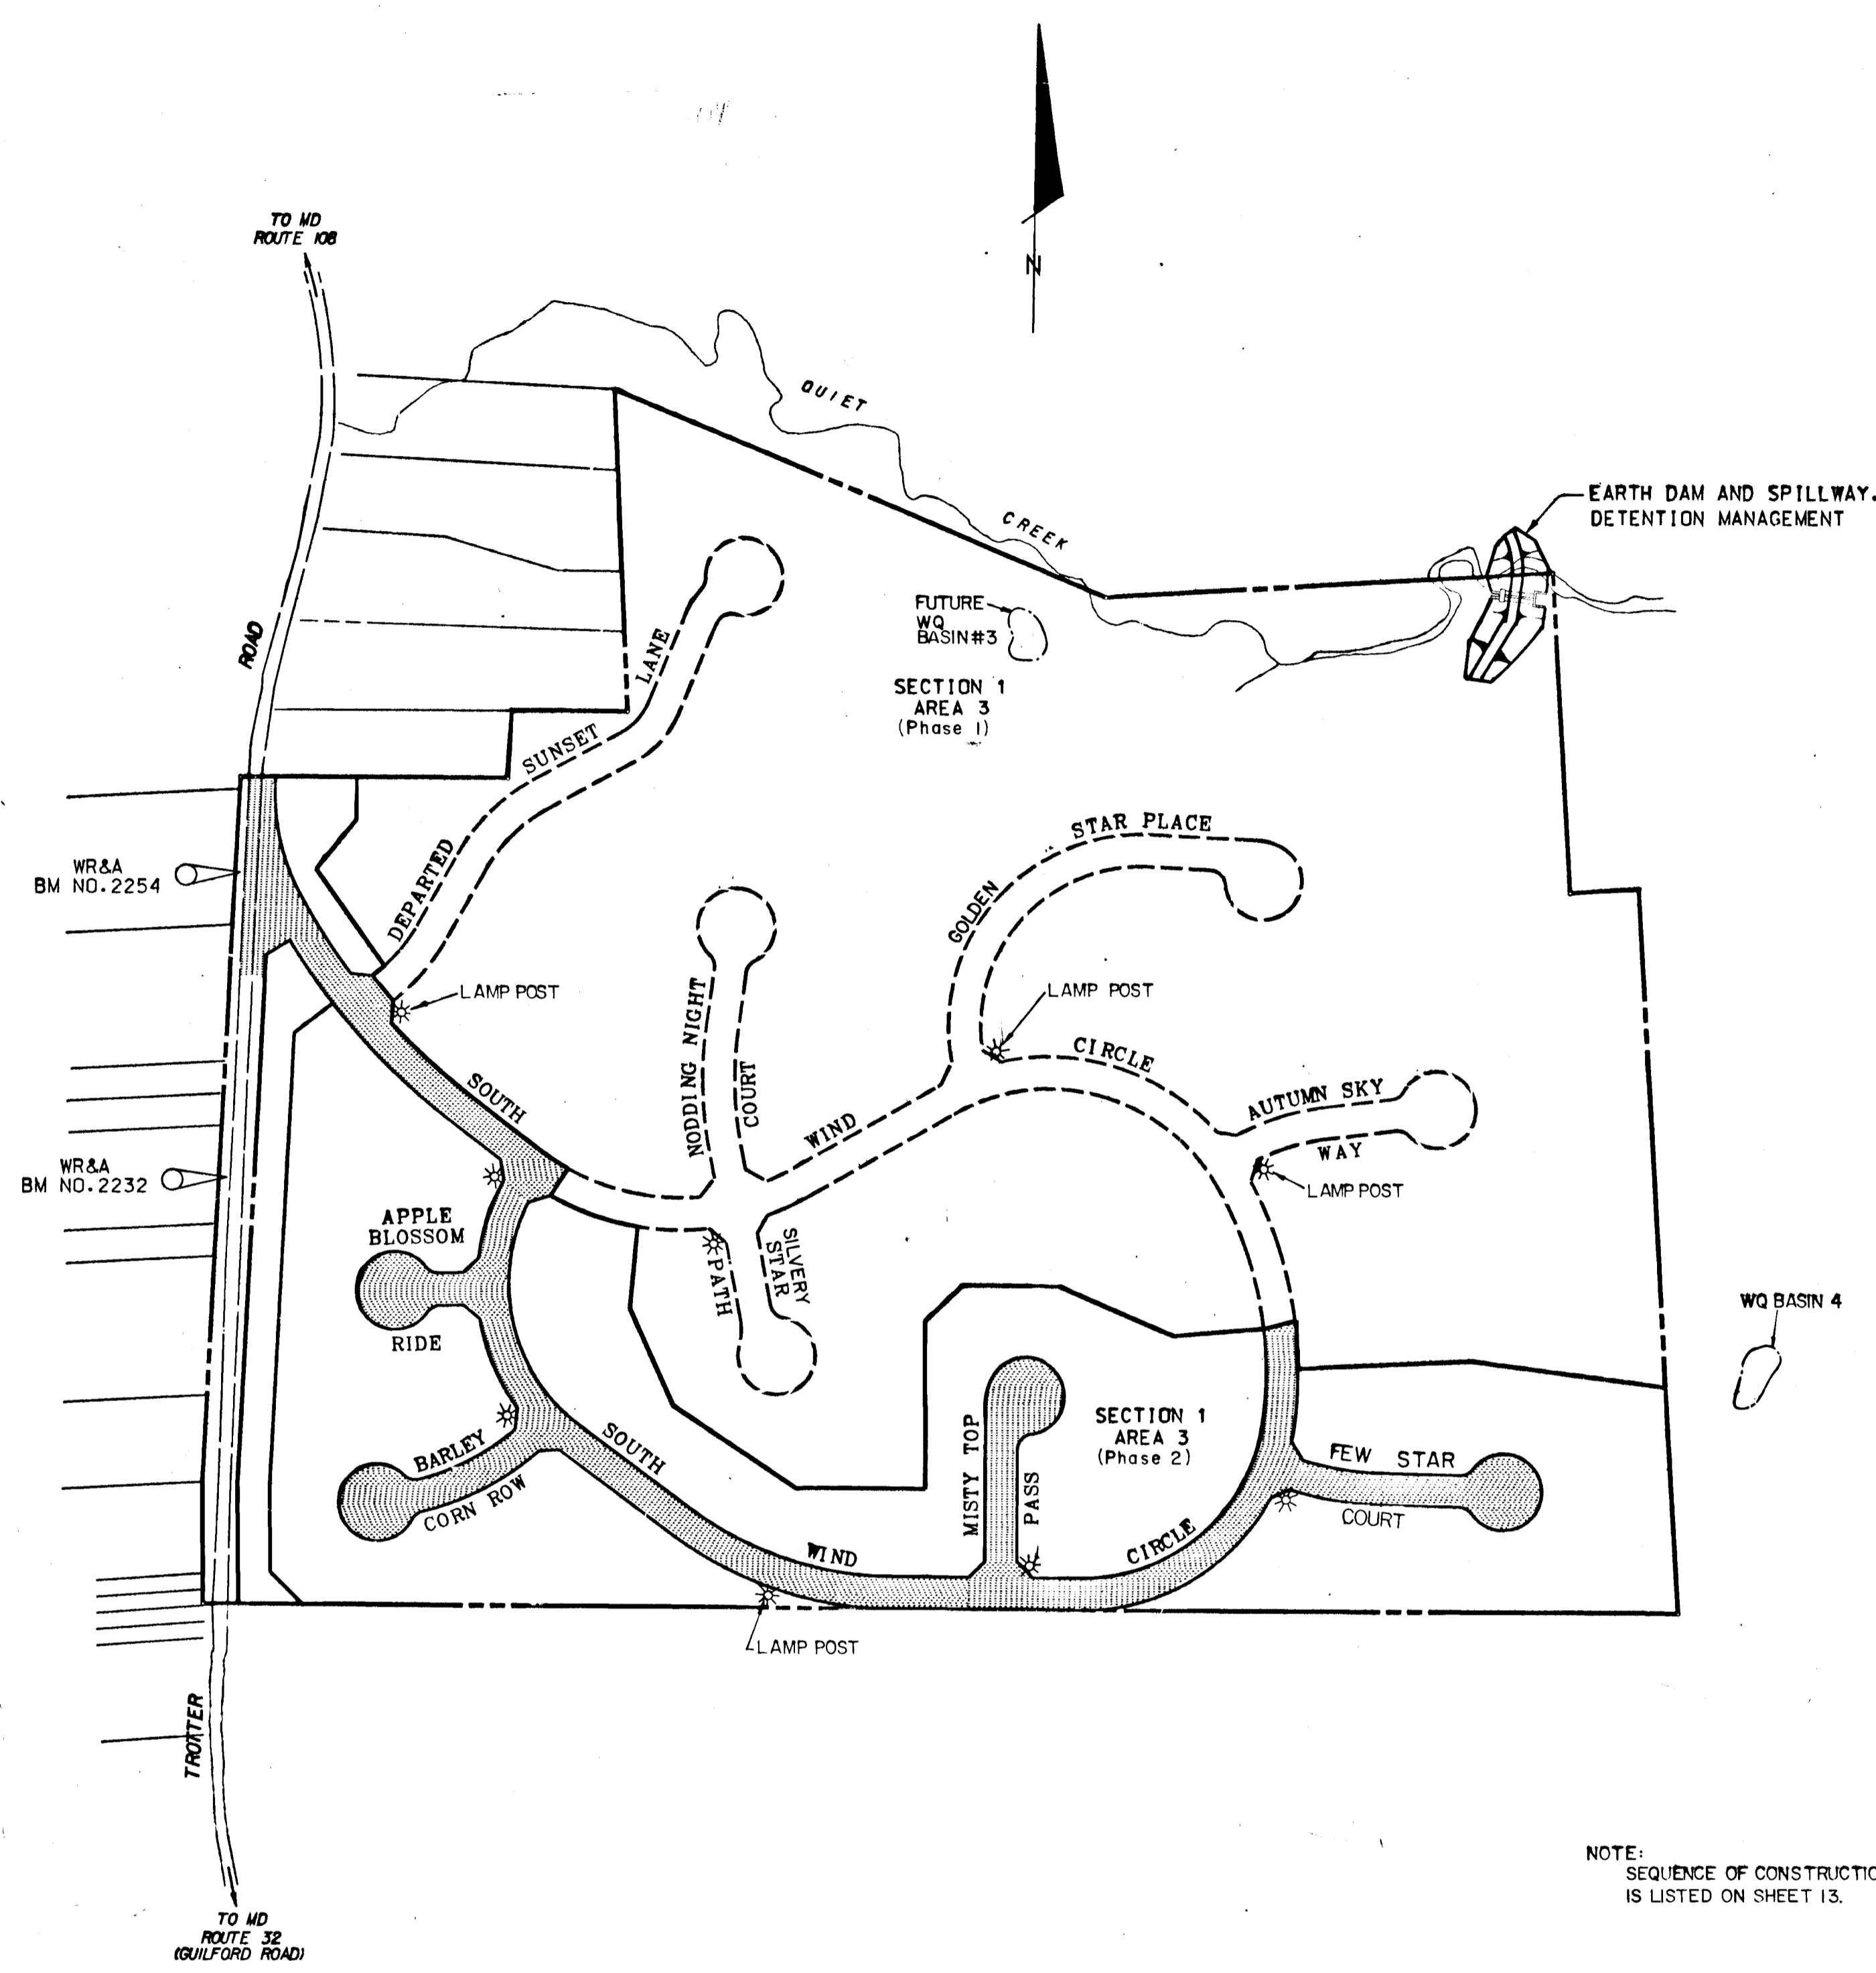 TO MD
ROUTE 108
N
QUIET
CREEK
EARTH DAM AND SPILLWAY.
DETENTION MANAGEMENT
FUTURE
WQ
BASIN#3
SECTION 1
AREA 3
(Phase 1)
ROAD
DEPARTED SUNSET LANE
WR&A
BM NO.2254
STAR PLACE
GOLDEN
LAMP POST
LAMP POST
NODDING NIGHT
COURT
SOUTH
WIND
CIRCLE
AUTUMN SKY
WAY
LAMP POST
WR&A
BM NO.2232
APPLE
BLOSSOM
RIDE
SILVERY
STAR
PATH
WQ BASIN 4
BARLEY
CORN ROW
SOUTH
WIND
MISTY TOP
PASS
SECTION 1
AREA 3
(Phase 2)
CIRCLE
FEW STAR
COURT
LAMP POST
TROTTER
NOTE:
SEQUENCE OF CONSTRUCTIO
IS LISTED ON SHEET 13.
TO MD
ROUTE 32
(GUILFORD ROAD)